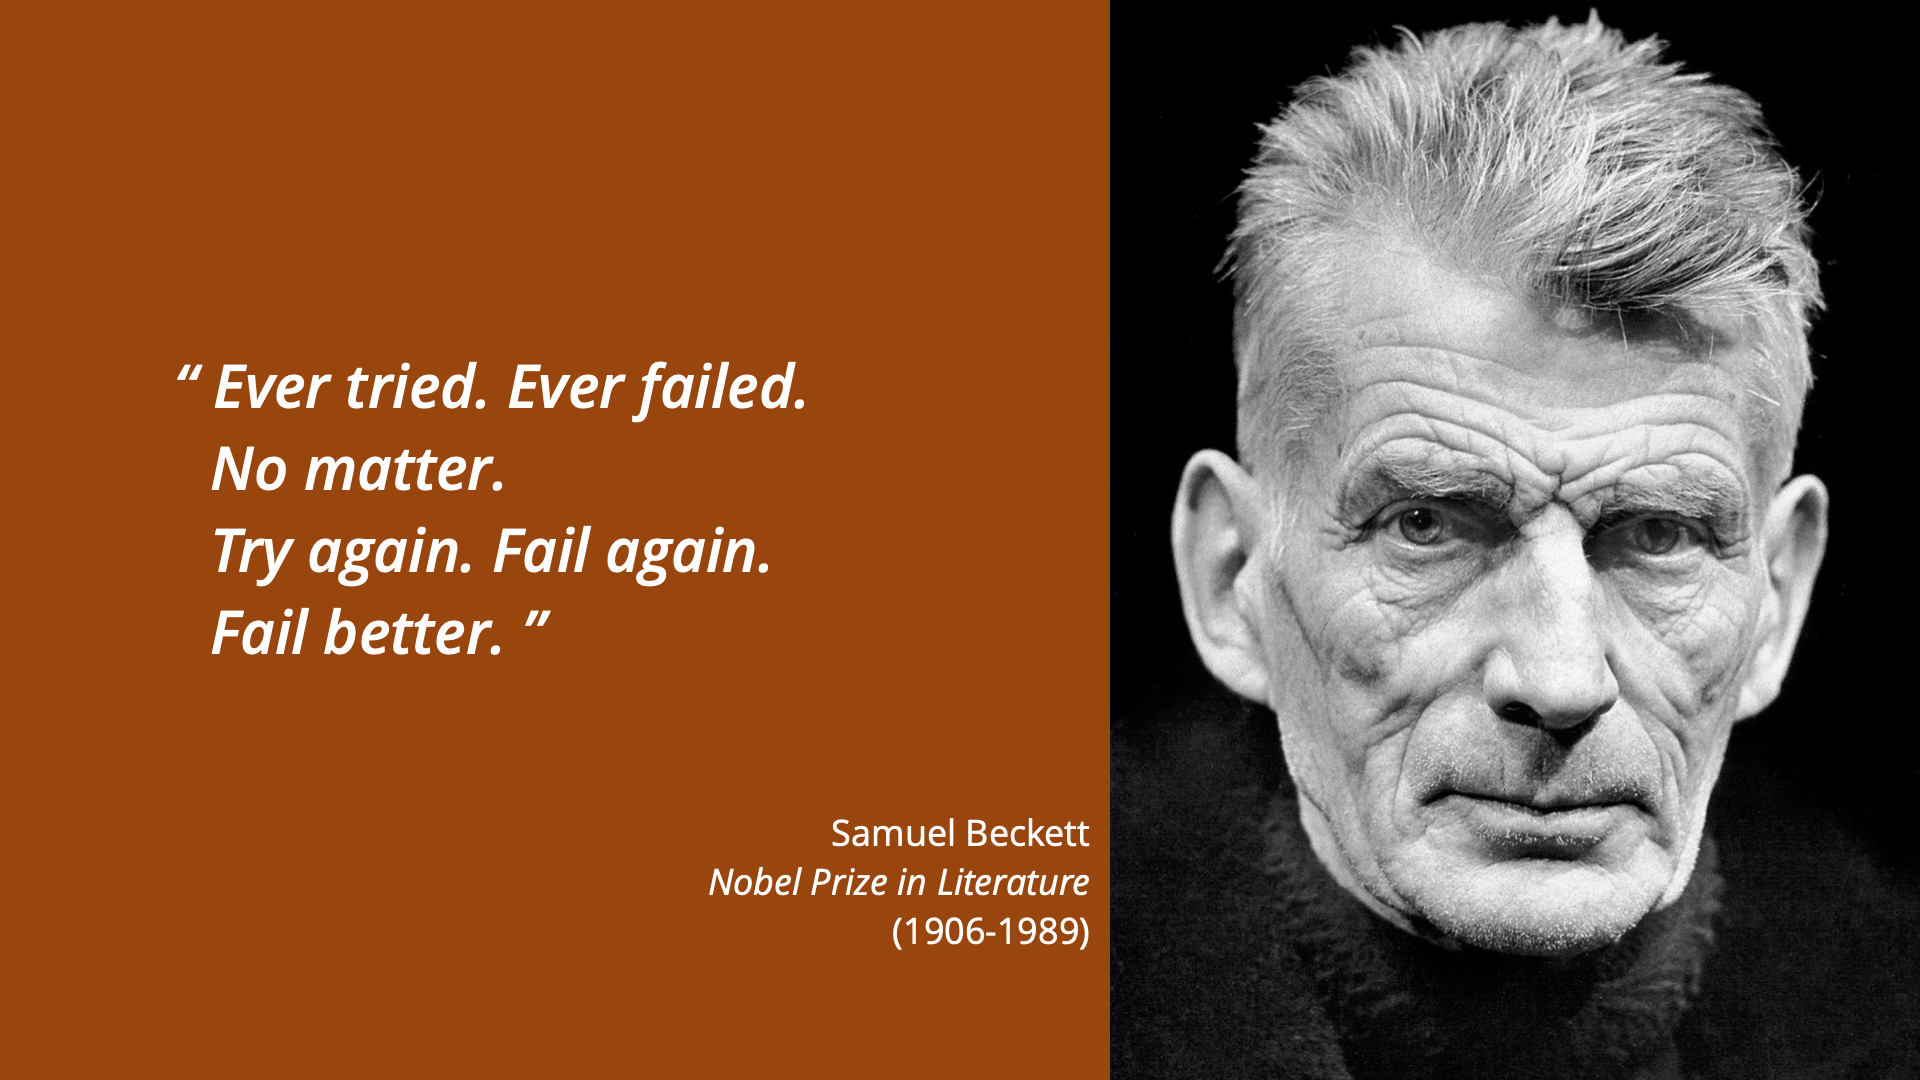 “ Ever tried. Ever failed.
No matter.
Try again. Fail again.
Fail better. ”
Samuel Beckett
Nobel Prize in Literature
(1906-1989)